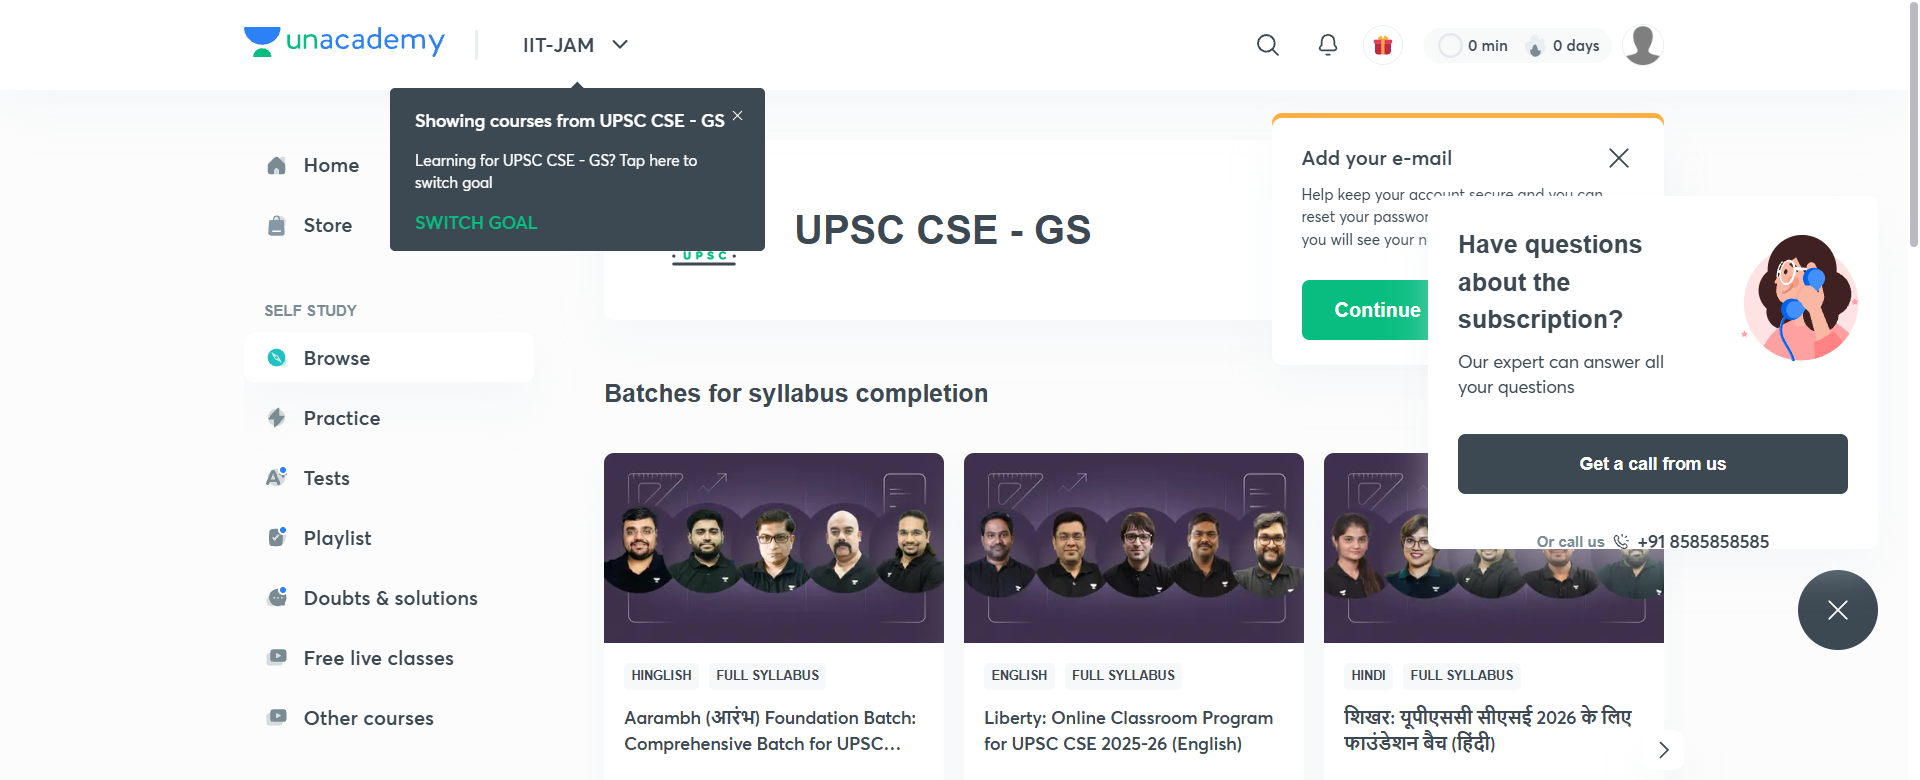 unacademy
IIT-JAM
0 min
0 days
Showing courses from UPSC CSE - GS
Learning for UPSC CSE - GS? Tap here to
switch goal
SWITCH GOAL
Home
Store
SELF STUDY
Browse
Practice
Tests
Playlist
Doubts & solutions
Free live classes
Other courses
UPSC
UPSC CSE - GS
Add your e-mail
Help keep your account secure and you can
reset your passwor
you will see your n
Continue
Have questions
about the
subscription?
Our expert can answer all
your questions
Get a call from us
Or call us +91 8585858585
Batches for syllabus completion
HINGLISH FULL SYLLABUS
Aarambh (आरंभ) Foundation Batch:
Comprehensive Batch for UPSC...
ENGLISH FULL SYLLABUS
Liberty: Online Classroom Program
for UPSC CSE 2025-26 (English)
HINDI FULL SYLLABUS
शिखर: यूपीएससी सीएसई 2026 के लिए
फाउंडेशन बैच (हिंदी)